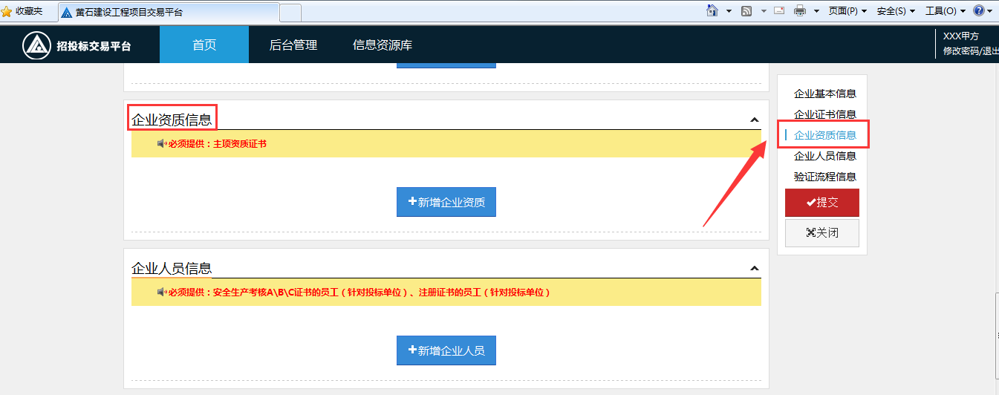 收藏夹
黄石建设工程项目交易平台
页面(P)
安全(S)
工具(O)
招投标交易平台
首页
后台管理
信息资源库
XXX甲方
修改密码/退出
企业资质信息
必须提供：主项资质证书
新增企业资质
企业人员信息
必须提供：安全生产考核A\B\C证书的员工（针对投标单位）、注册证书的员工（针对投标单位）
新增企业人员
企业基本信息
企业证书信息
企业资质信息
企业人员信息
验证流程信息
提交
关闭